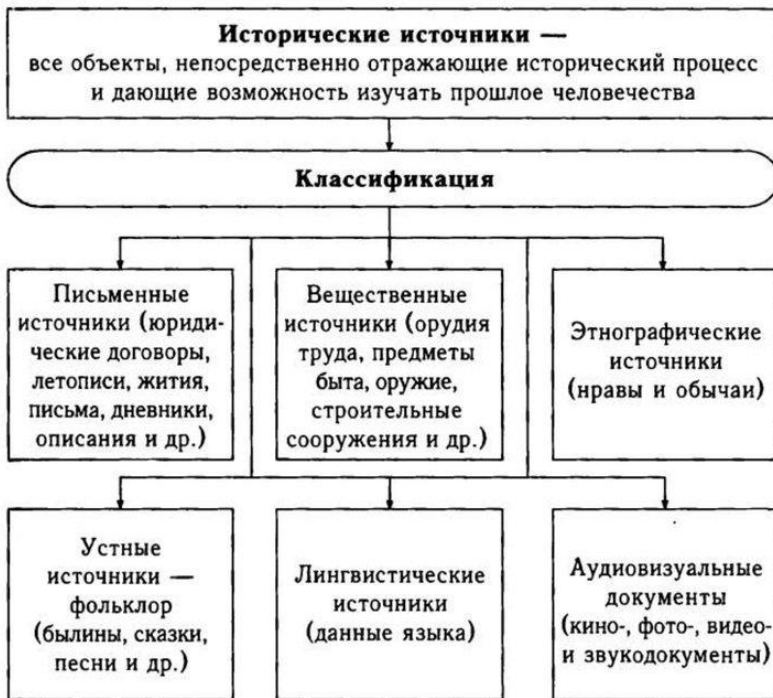 Исторические источники —
все объекты, непосредственно отражающие исторический процесс
и дающие возможность изучать прошлое человечества
Классификация
Письменные
источники (юриди-
ческие договоры,
летописи, жития,
письма, дневники,
описания и др.)
Вещественные
источники (орудия
труда, предметы
быта, оружие,
строительные
сооружения и др.)
Этнографические
источники
(нравы и обычаи)
Устные
источники —
фольклор
(былины, сказки,
песни и др.)
Лингвистические
источники
(данные языка)
Аудиовизуальные
документы
(кино-, фото-, видео-
и звукодокументы)